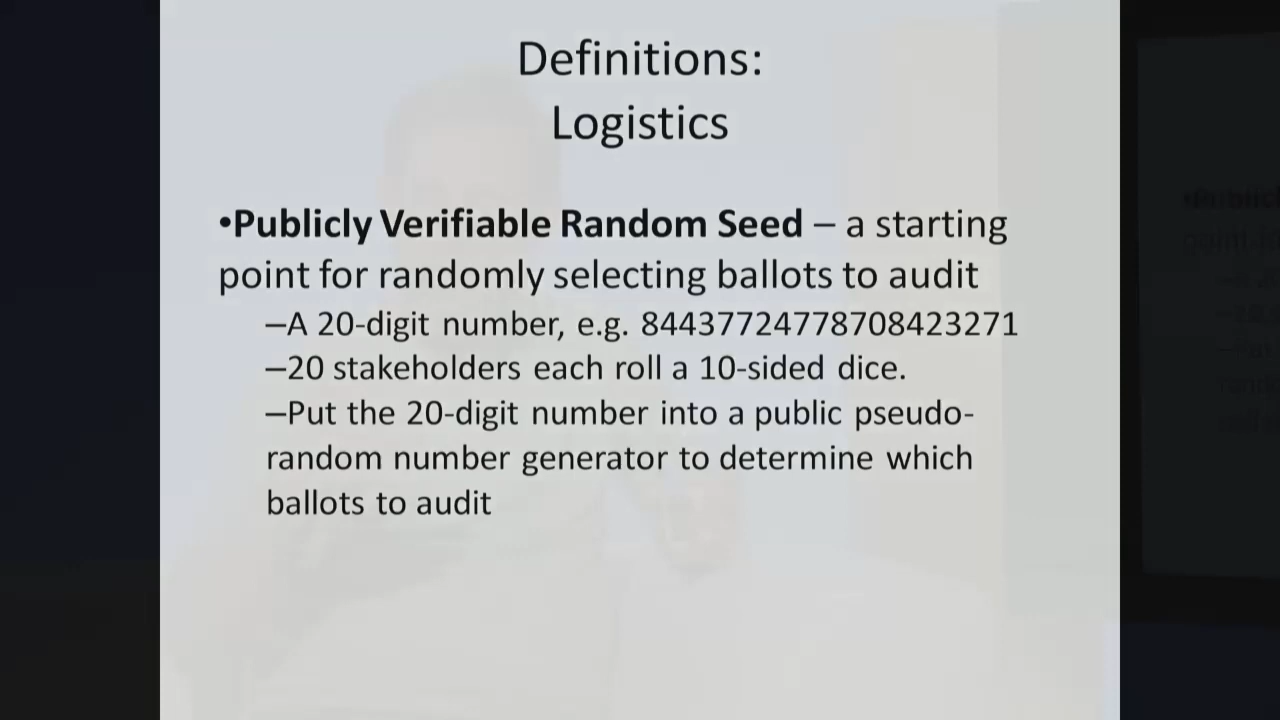 Definitions:
Logistics
•Publicly Verifiable Random Seed – a starting
point for randomly selecting ballots to audit
–A 20-digit number, e.g. 84437724778708423271
–20 stakeholders each roll a 10-sided dice.
–Put the 20-digit number into a public pseudo-
random number generator to determine which
ballots to audit